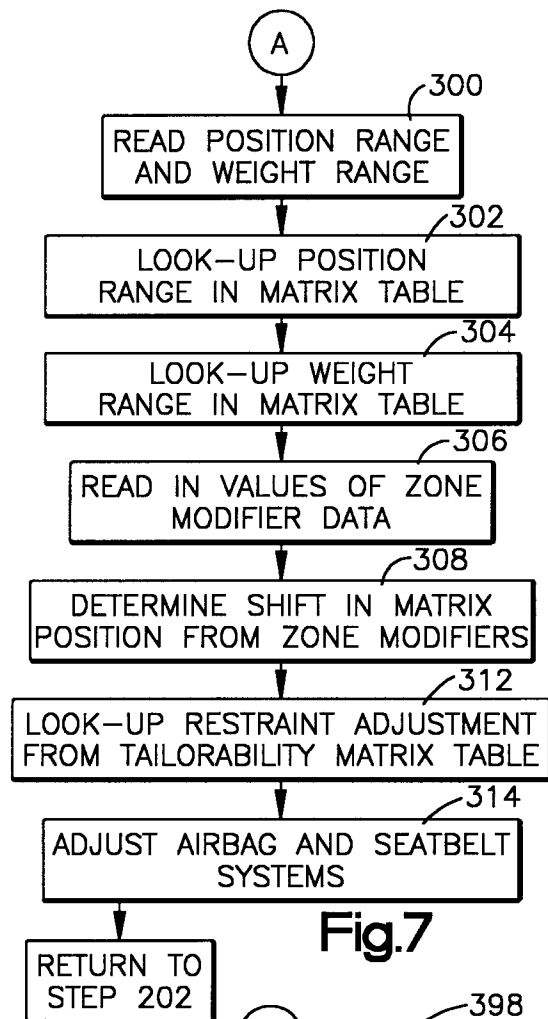 A
300
READ POSITION RANGE
AND WEIGHT RANGE
302
LOOK-UP POSITION
RANGE IN MATRIX TABLE
304
LOOK-UP WEIGHT
RANGE IN MATRIX TABLE
306
READ IN VALUES OF ZONE
MODIFIER DATA
308
DETERMINE SHIFT IN MATRIX
POSITION FROM ZONE MODIFIERS
312
LOOK-UP RESTRAINT ADJUSTMENT
FROM TAILORABILITY MATRIX TABLE
314
ADJUST AIRBAG AND SEATBELT
SYSTEMS
Fig.7
RETURN TO
STEP 202
398